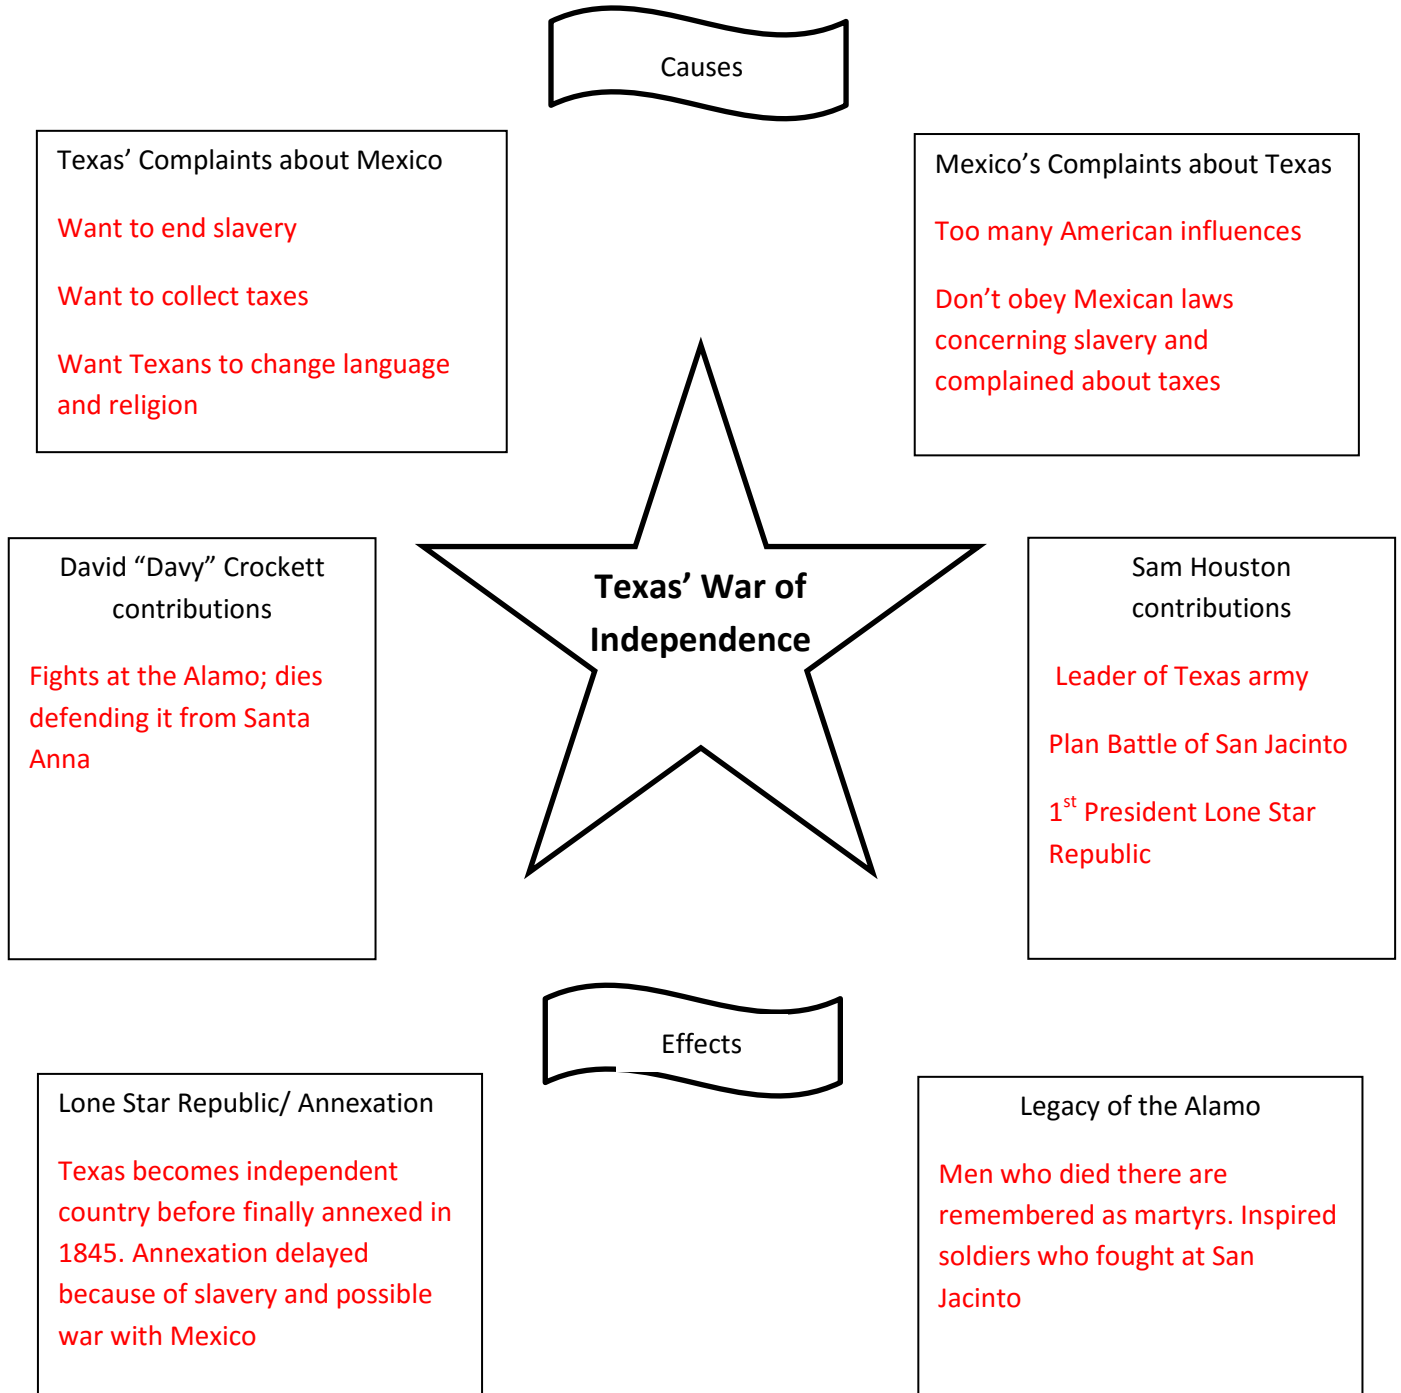 Causes
Texas’ Complaints about Mexico
Want to end slavery
Want to collect taxes
Want Texans to change language
and religion
Mexico’s Complaints about Texas
Too many American influences
Don’t obey Mexican laws
concerning slavery and
complained about taxes
Texas’ War of
Independence
David “Davy” Crockett
contributions
Fights at the Alamo; dies
defending it from Santa
Anna
Sam Houston
contributions
Leader of Texas army
Plan Battle of San Jacinto
1st President Lone Star
Republic
Effects
Lone Star Republic/ Annexation
Texas becomes independent
country before finally annexed in
1845. Annexation delayed
because of slavery and possible
war with Mexico
Legacy of the Alamo
Men who died there are
remembered as martyrs. Inspired
soldiers who fought at San
Jacinto